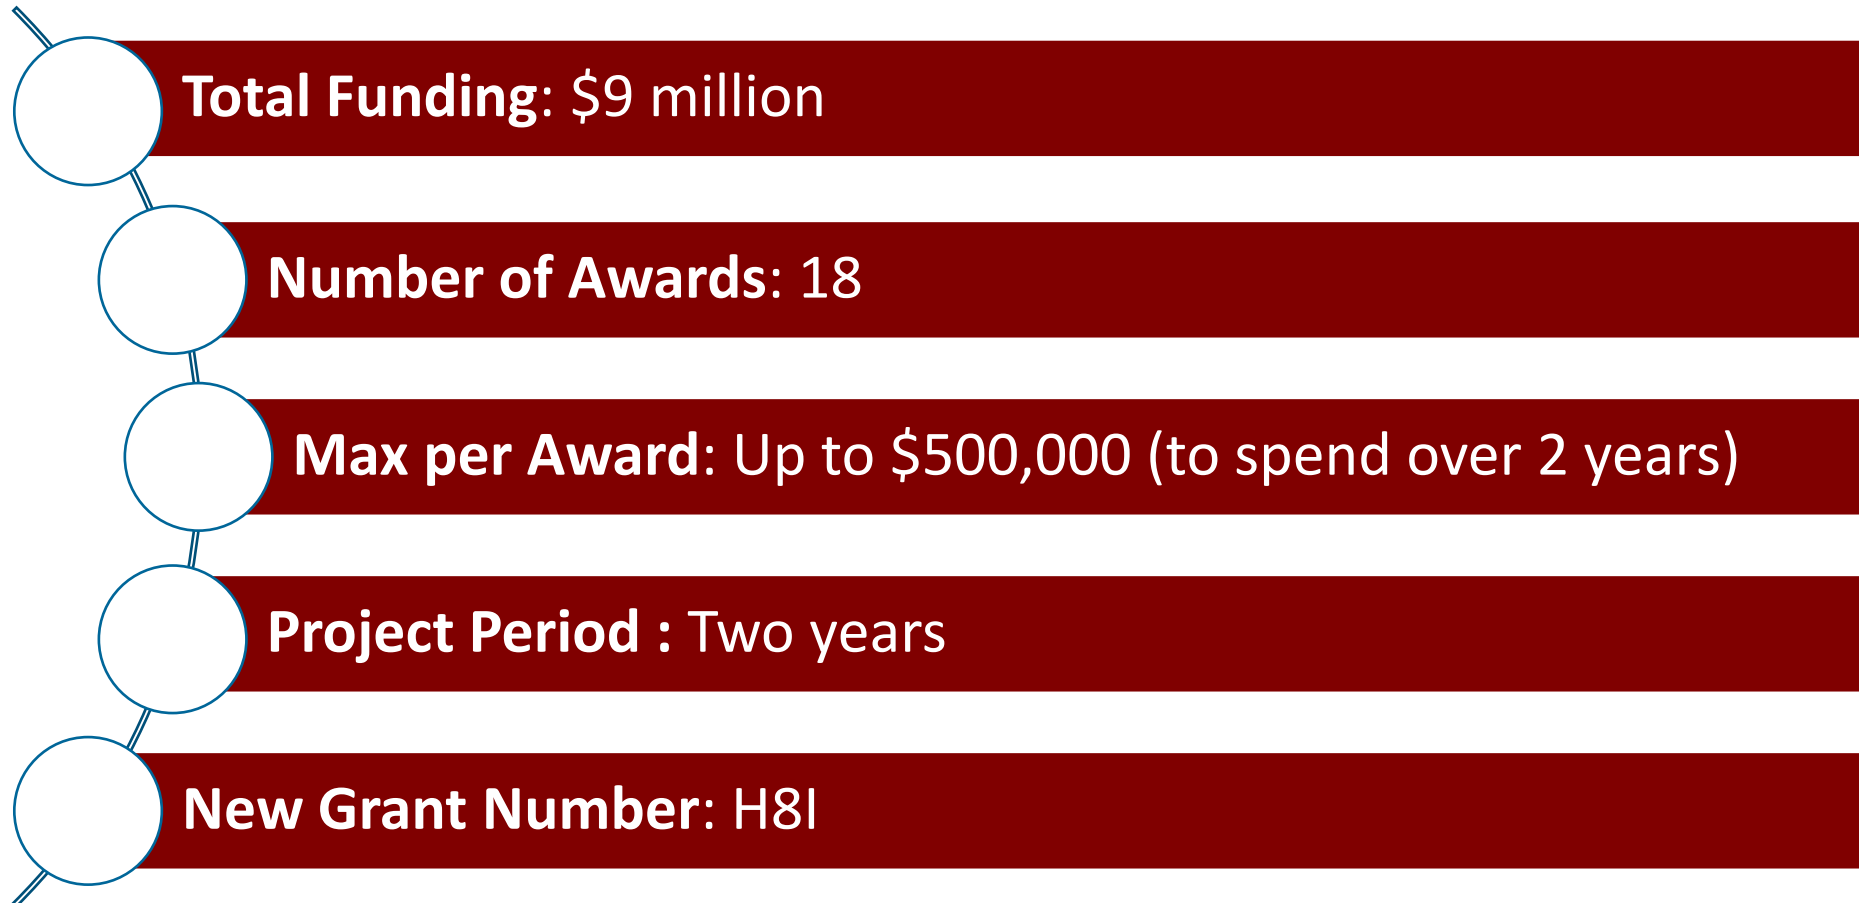 Total Funding: $9 million
Number of Awards: 18
Max per Award: Up to $500,000 (to spend over 2 years)
Project Period : Two years
New Grant Number: H8I